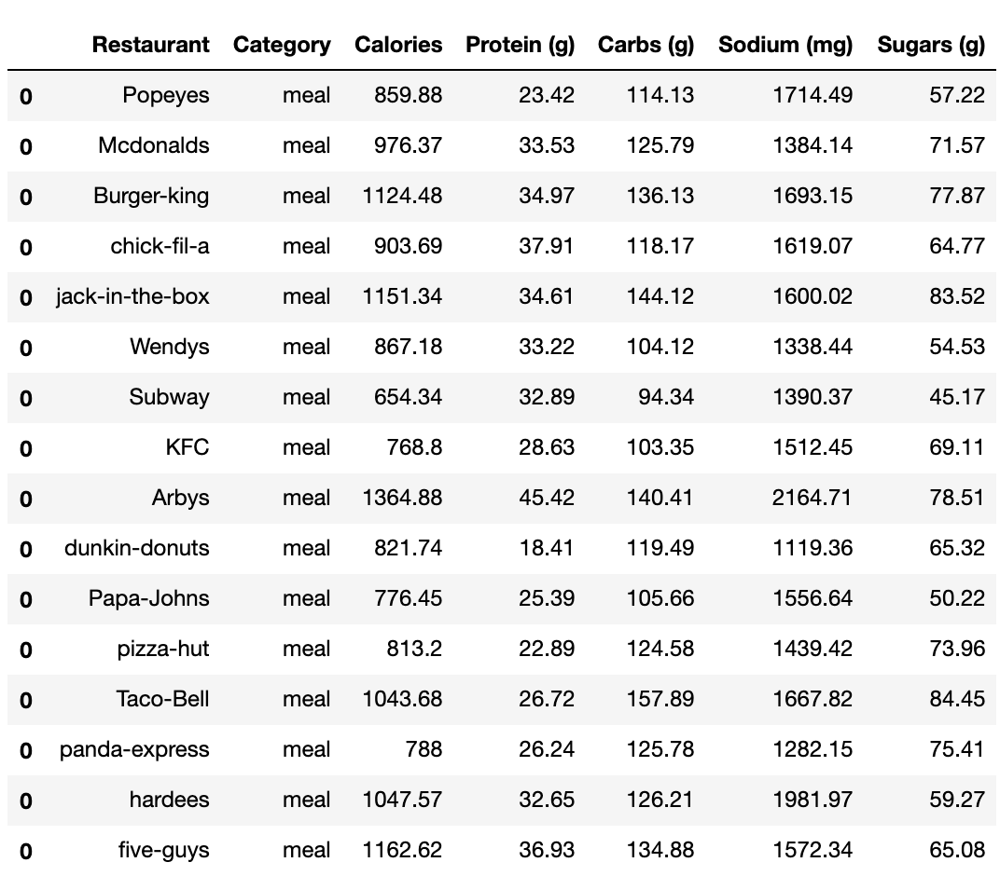 Restaurant Category Calories Protein (g) Carbs (g) Sodium (mg) Sugars (g)
0 Popeyes meal 859.88 23.42 114.13 1714.49 57.22
0 Mcdonalds meal 976.37 33.53 125.79 1384.14 71.57
0 Burger-king meal 1124.48 34.97 136.13 1693.15 77.87
0 chick-fil-a meal 903.69 37.91 118.17 1619.07 64.77
0 jack-in-the-box meal 1151.34 34.61 144.12 1600.02 83.52
0 Wendys meal 867.18 33.22 104.12 1338.44 54.53
0 Subway meal 654.34 32.89 94.34 1390.37 45.17
0 KFC meal 768.8 28.63 103.35 1512.45 69.11
0 Arbys meal 1364.88 45.42 140.41 2164.71 78.51
0 dunkin-donuts meal 821.74 18.41 119.49 1119.36 65.32
0 Papa-Johns meal 776.45 25.39 105.66 1556.64 50.22
0 pizza-hut meal 813.2 22.89 124.58 1439.42 73.96
0 Taco-Bell meal 1043.68 26.72 157.89 1667.82 84.45
0 panda-express meal 788 26.24 125.78 1282.15 75.41
0 hardees meal 1047.57 32.65 126.21 1981.97 59.27
0 five-guys meal 1162.62 36.93 134.88 1572.34 65.08